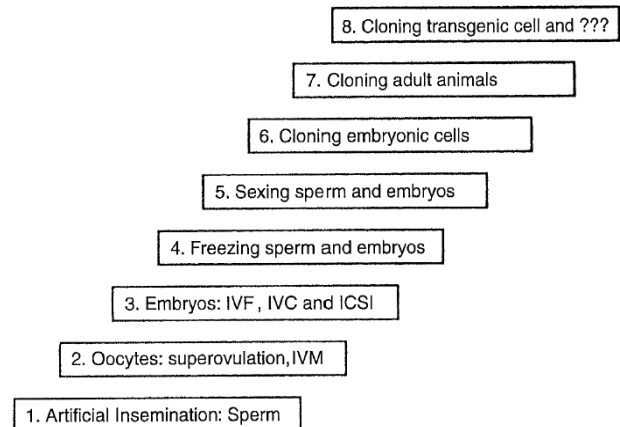 8. Cloning transgenic cell and ???
7. Cloning adult animals
6. Cloning embryonic cells
5. Sexing sperm and embryos
4. Freezing sperm and embryos
3. Embryos: IVF, IVC and ICSI
2. Oocytes: superovulation,IVM
1. Artificial Insemination: Sperm